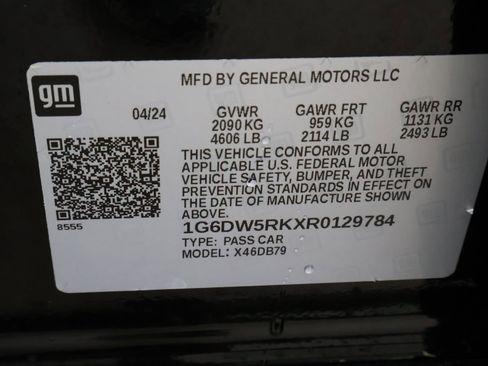 gm
MFD BY GENERAL MOTORS LLC
04/24 GVWR GAWR FRT GAWR RR
2090 KG 959 KG 1131 KG
4606 LB 2114 LB 2493 LB
THIS VEHICLE CONFORMS TO ALL
APPLICABLE U.S. FEDERAL MOTOR
VEHICLE SAFETY, BUMPER, AND THEFT
PREVENTION STANDARDS IN EFFECT ON
THE DATE OF MANUFACTURE SHOWN
ABOVE.
8555
1G6DW5RKXR0129784
TYPE: PASS CAR
MODEL: X46DB79